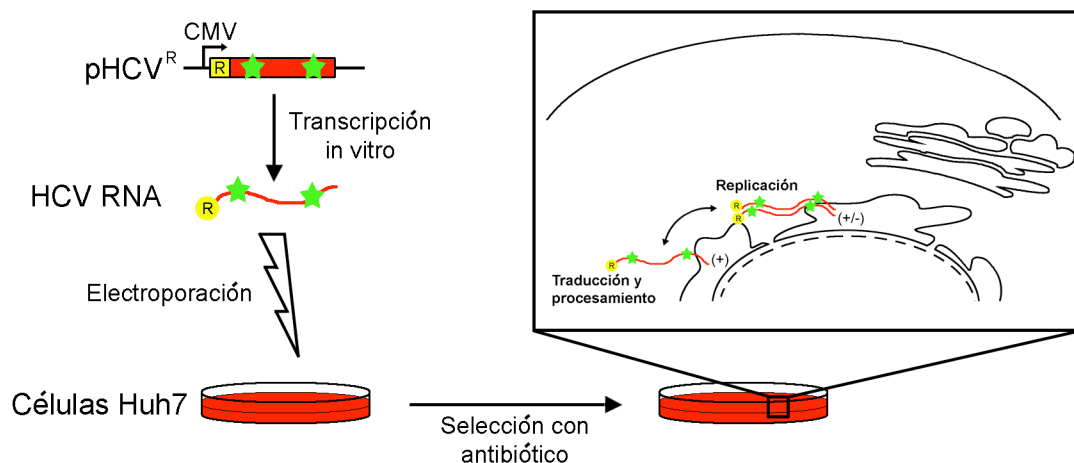 CMV
pHCV^R
R
Transcripción
in vitro
HCV RNA
R
Electroporación
Células Huh7
Selección con
antibiótico
Replicación
R
R
(+/-)
R
(+)
Traducción y
procesamiento